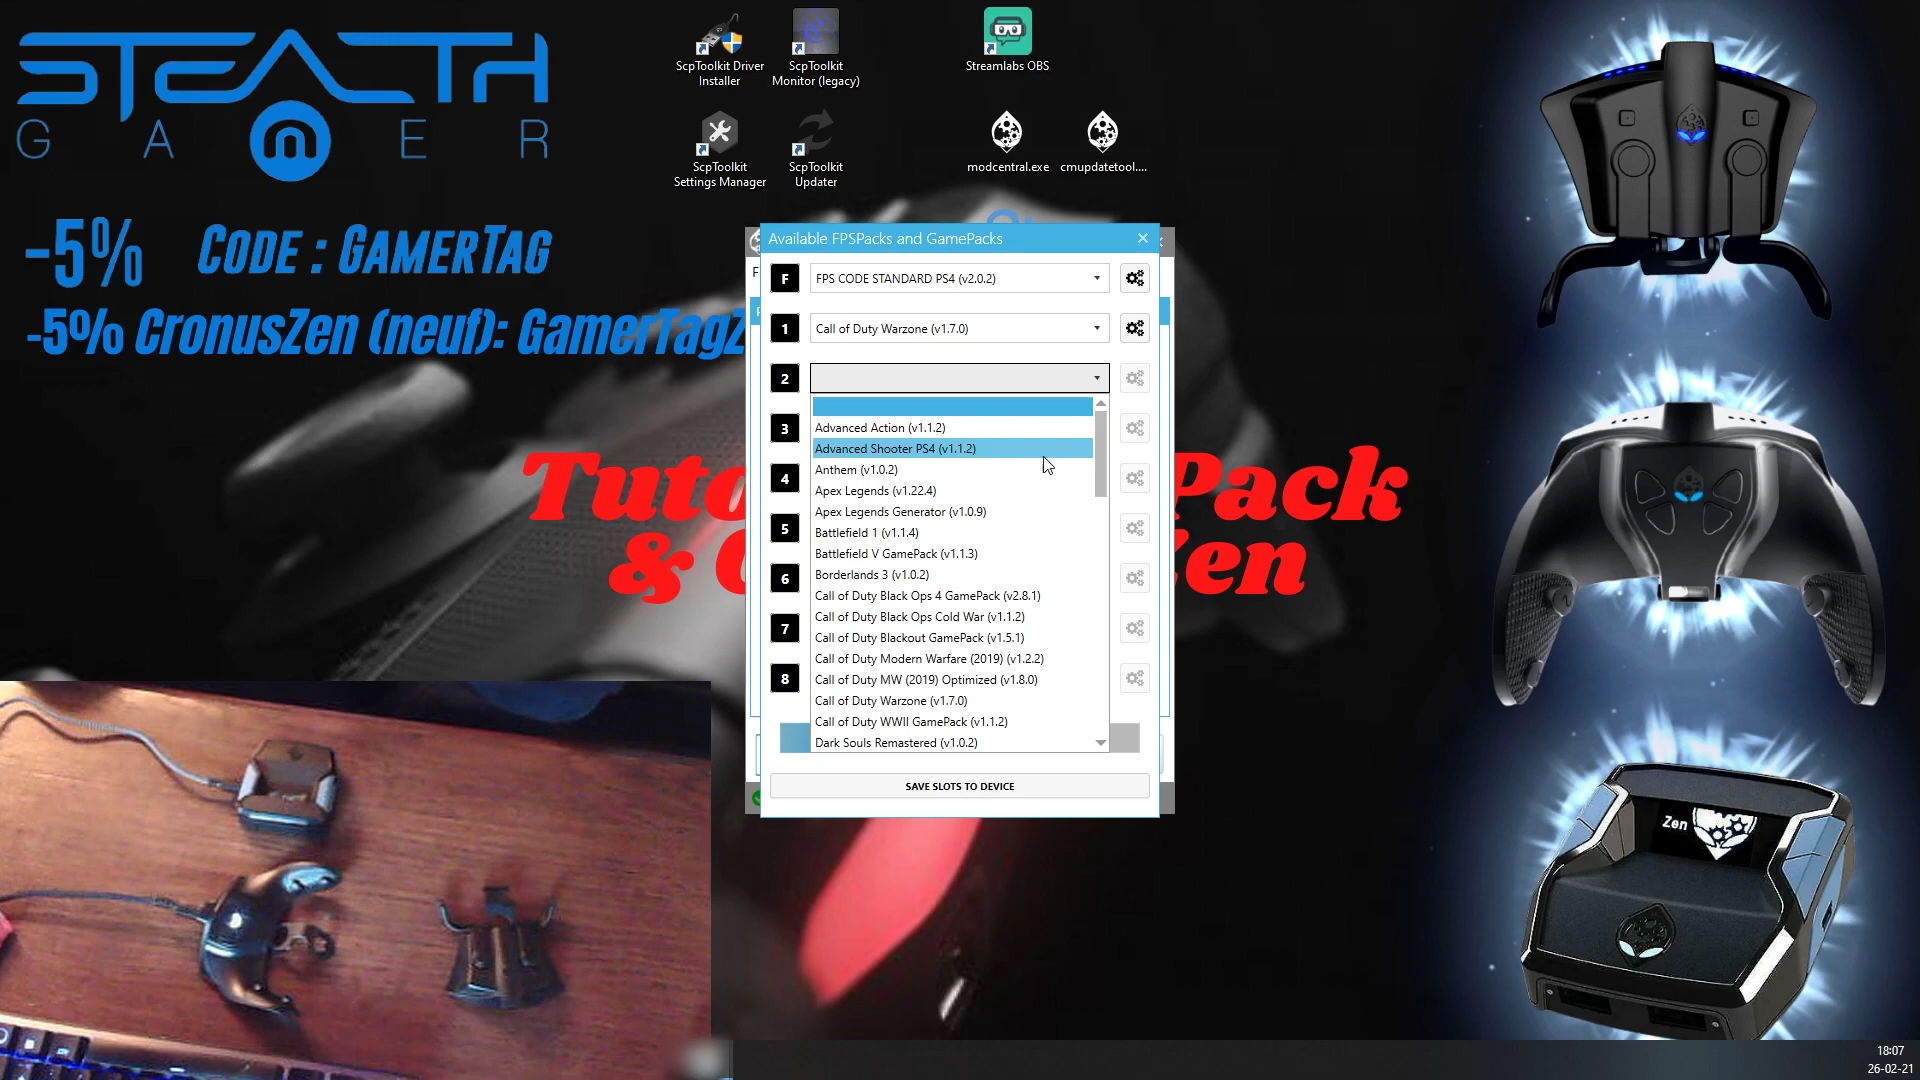 STEALTH
GAMER
-5% CODE : GAMERTAG
-5% CronusZen (neuf): GamerTagZ
ScpToolkit Driver
Installer
ScpToolkit
Monitor (legacy)
Streamlabs OBS
ScpToolkit
Settings Manager
ScpToolkit
Updater
modcentral.exe
cmupdatetool....
Available FPSPacks and GamePacks
F
FPS CODE STANDARD PS4 (v2.0.2)
1
Call of Duty Warzone (v1.7.0)
2
3
4
5
6
7
8
Advanced Action (v1.1.2)
Advanced Shooter PS4 (v1.1.2)
Anthem (v1.0.2)
Apex Legends (v1.22.4)
Apex Legends Generator (v1.0.9)
Battlefield 1 (v1.1.4)
Battlefield V GamePack (v1.1.3)
Borderlands 3 (v1.0.2)
Call of Duty Black Ops 4 GamePack (v2.8.1)
Call of Duty Black Ops Cold War (v1.1.2)
Call of Duty Blackout GamePack (v1.5.1)
Call of Duty Modern Warfare (2019) (v1.2.2)
Call of Duty MW (2019) Optimized (v1.8.0)
Call of Duty Warzone (v1.7.0)
Call of Duty WWII GamePack (v1.1.2)
Dark Souls Remastered (v1.0.2)
SAVE SLOTS TO DEVICE
Tuto Pack
& Zen
Zen
18:07
26-02-21